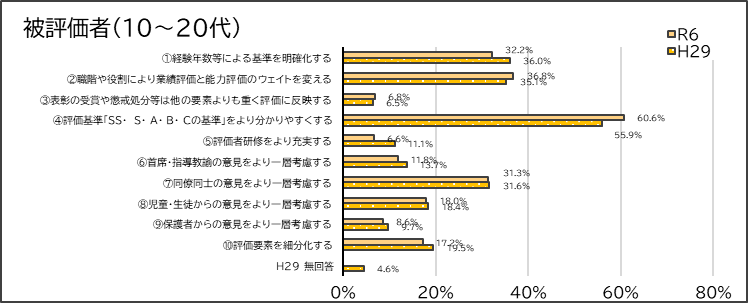 被評価者(10～20代)
R6
H29
①経験年数等による基準を明確化する
32.2%
36.0%
②職階や役割により業績評価と能力評価のウェイトを変える
36.8%
35.1%
③表彰の受賞や懲戒処分等は他の要素よりも重く評価に反映する
6.8%
6.5%
④評価基準「SS・S・A・B・Cの基準」をより分かりやすくする
60.6%
55.9%
⑤評価者研修をより充実する
6.6%
11.1%
⑥首席・指導教諭の意見をより一層考慮する
11.8%
13.7%
⑦同僚同士の意見をより一層考慮する
31.3%
31.6%
⑧児童・生徒からの意見をより一層考慮する
18.0%
18.4%
⑨保護者からの意見をより一層考慮する
8.6%
9.7%
⑩評価要素を細分化する
17.2%
19.5%
H29 無回答
4.6%
0% 20% 40% 60% 80%